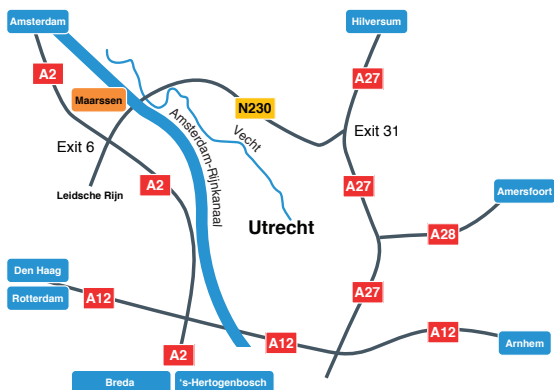 Amsterdam
Hilversum
A2
A27
Maarssen
N230
Exit 31
Exit 6
Amsterdam-Rijnkanaal
Vecht
Leidsche Rijn
A2
A27
Amersfoort
Utrecht
A28
Den Haag
Rotterdam
A12
A27
A12
A12
Arnhem
A2
Breda
's-Hertogenbosch